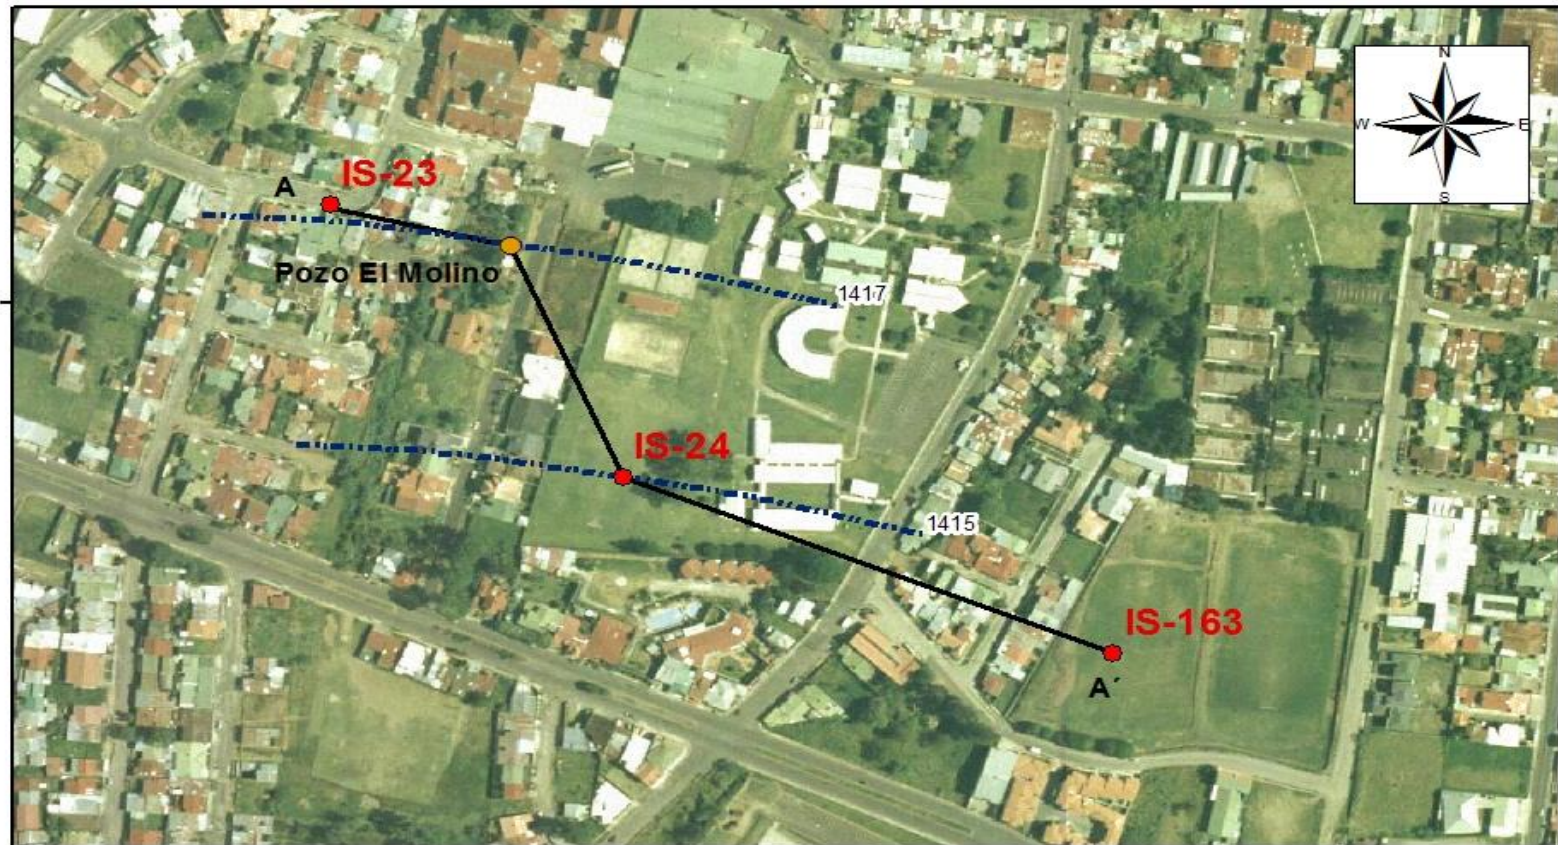 N
W
E
S
IS-23
A
Pozo El Molino
1417
IS-24
1415
IS-163
A´